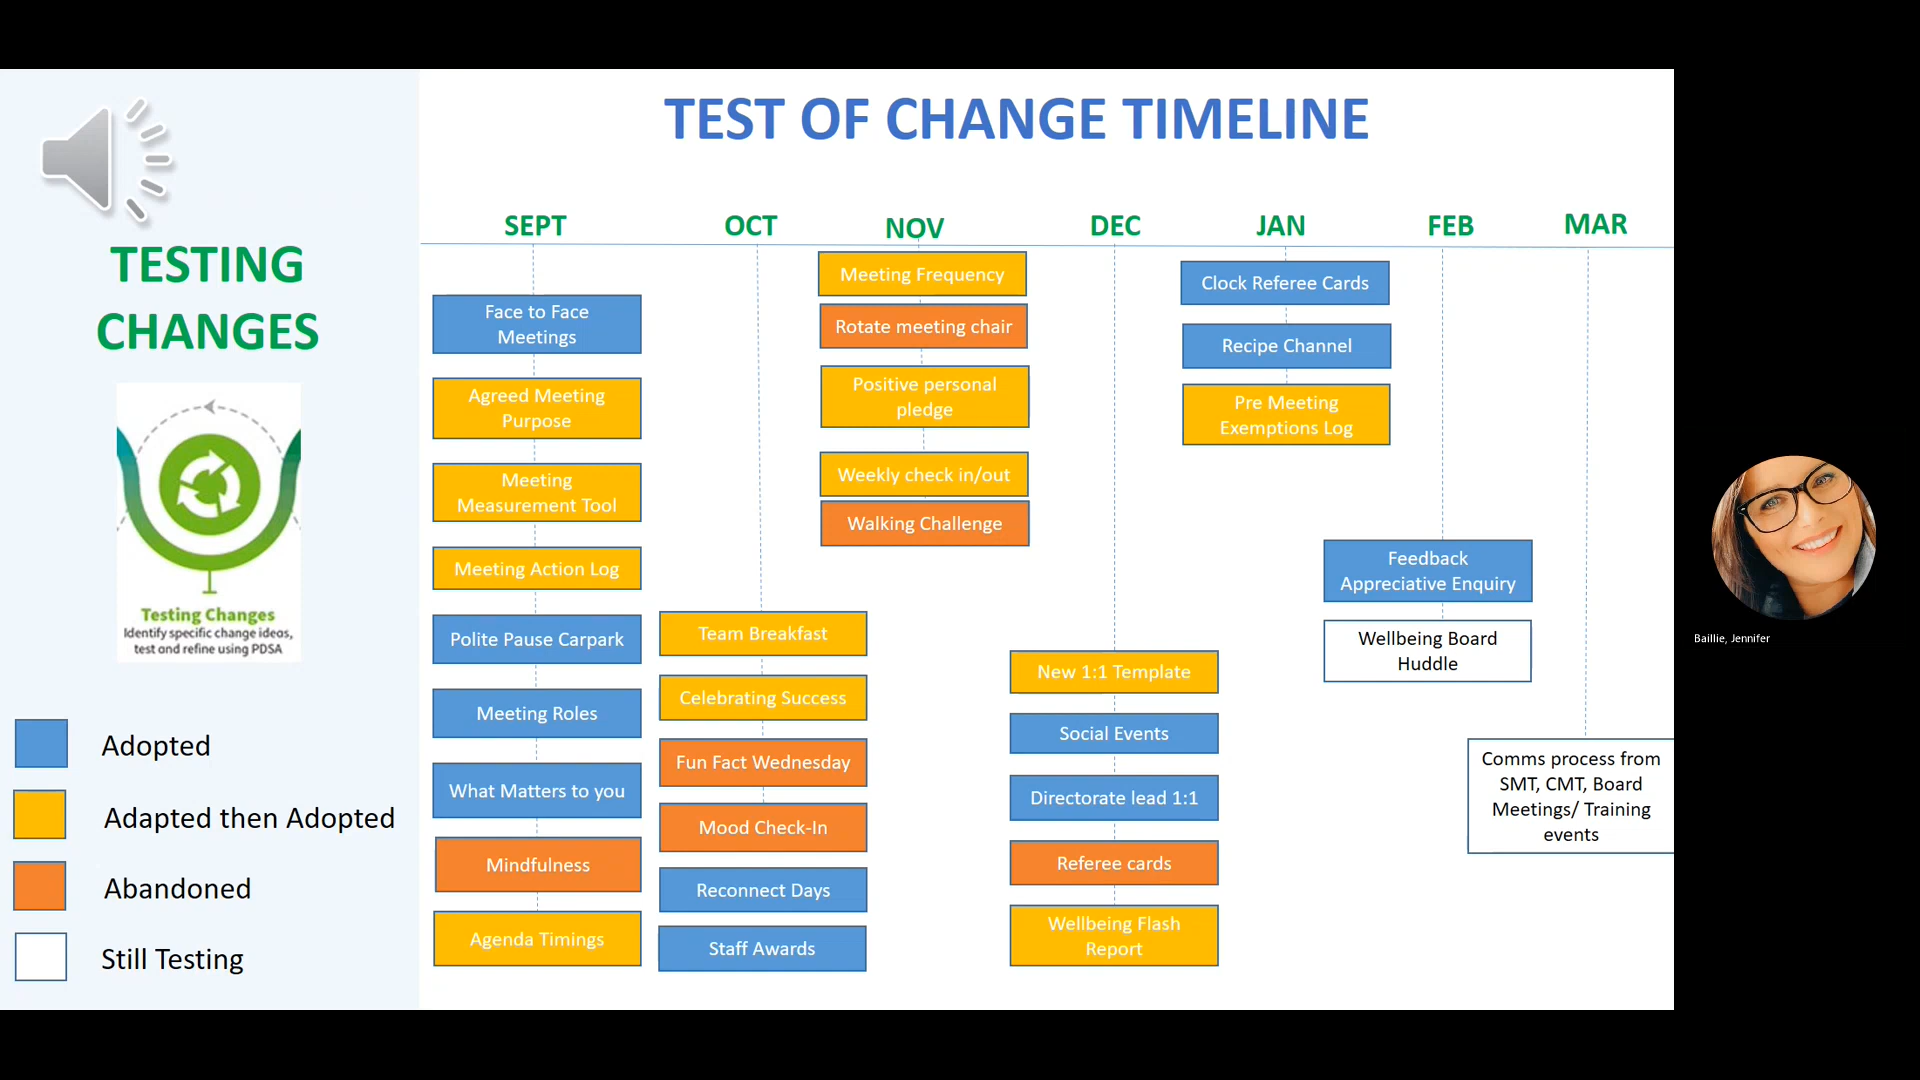 TEST OF CHANGE TIMELINE
TESTING
CHANGES
Testing Changes
Identify specific change ideas,
test and refine using PDSA
Adopted
Adapted then Adopted
Abandoned
Still Testing
SEPT
Face to Face
Meetings
Agreed Meeting
Purpose
Meeting
Measurement Tool
Meeting Action Log
Polite Pause Carpark
Meeting Roles
What Matters to you
Mindfulness
Agenda Timings
OCT
Team Breakfast
Celebrating Success
Fun Fact Wednesday
Mood Check-In
Reconnect Days
Staff Awards
NOV
Meeting Frequency
Rotate meeting chair
Positive personal
pledge
Weekly check in/out
Walking Challenge
DEC
New 1:1 Template
Social Events
Directorate lead 1:1
Referee cards
Wellbeing Flash
Report
JAN
Clock Referee Cards
Recipe Channel
Pre Meeting
Exemptions Log
FEB
Feedback
Appreciative Enquiry
Wellbeing Board
Huddle
MAR
Comms process from
SMT, CMT, Board
Meetings/ Training
events
Baillie, Jennifer